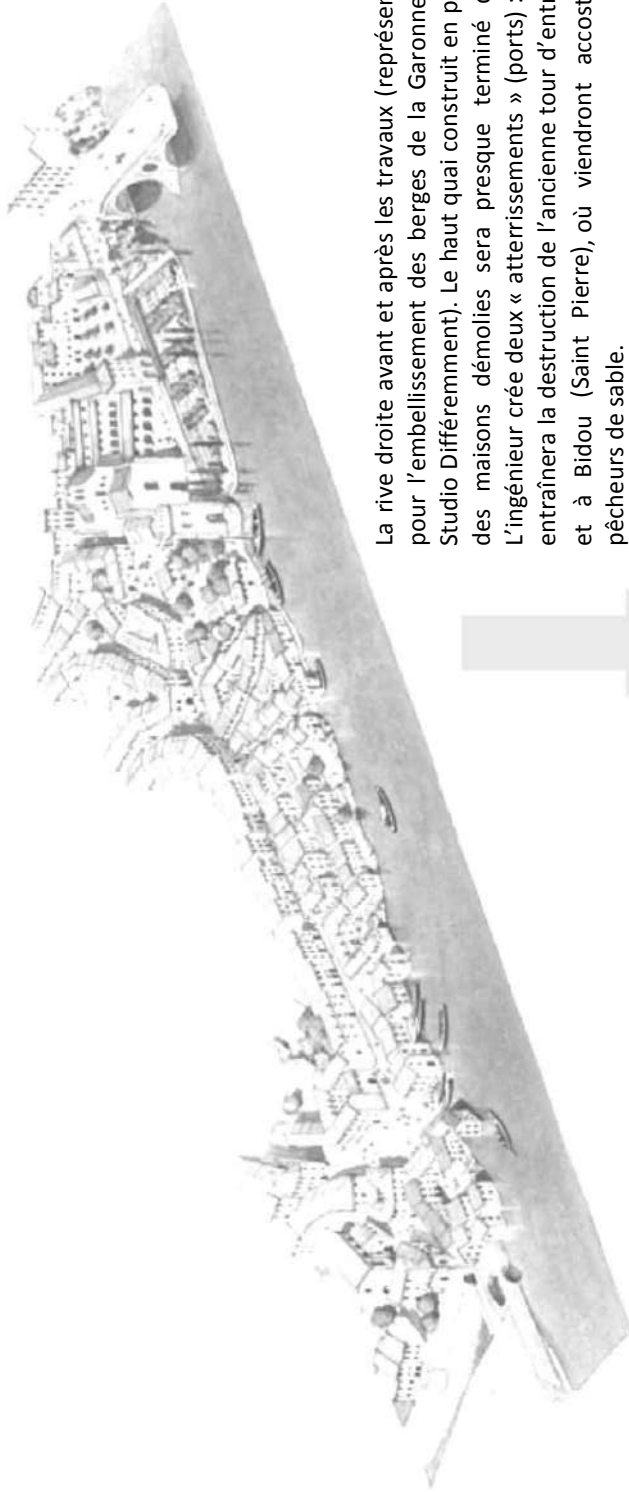 La rive droite avant et après les travaux (représen
pour l'embellissement des berges de la Garonne
Studio Différemment). Le haut quai construit en p
des maisons démolies sera presque terminé
L'ingénieur crée deux « atterrissements » (ports) :
entraînera la destruction de l'ancienne tour d'entr
et à Bidou (Saint Pierre), où viendront accost
pêcheurs de sable.